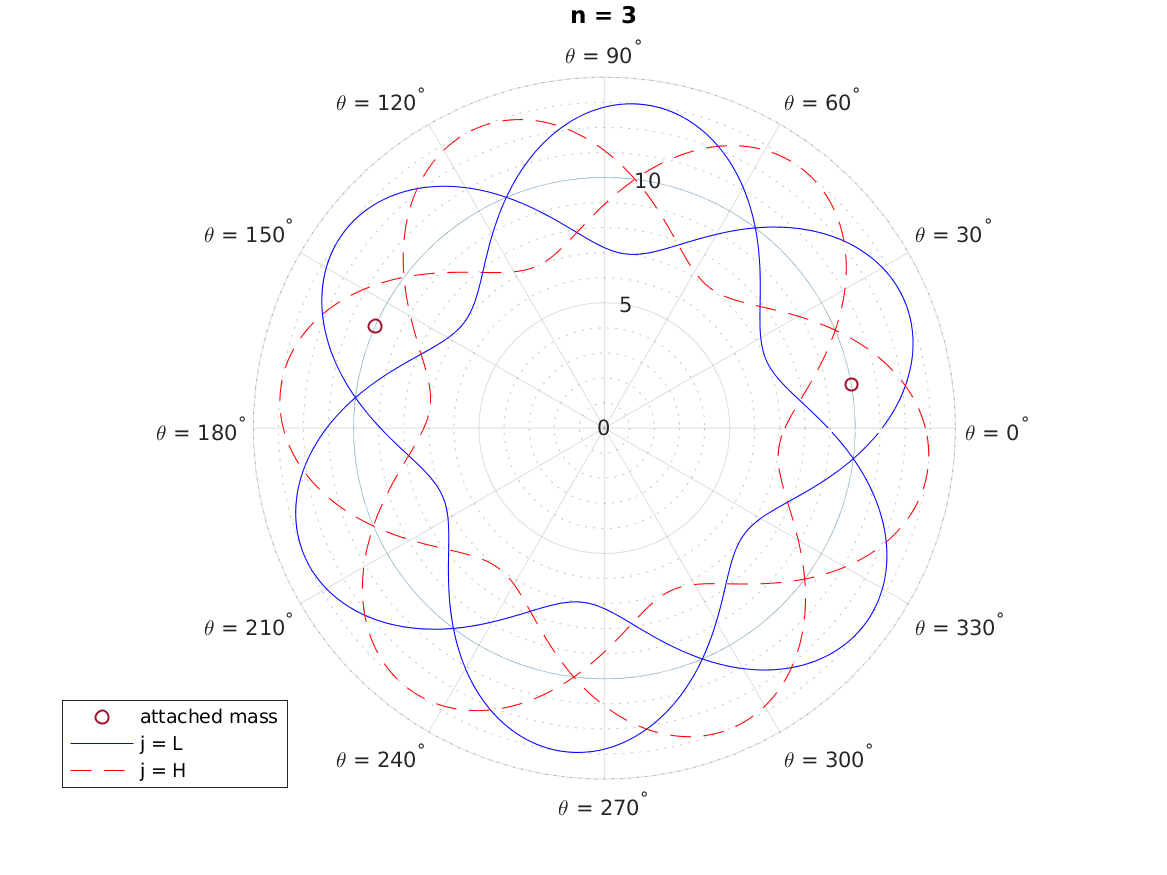 n = 3
θ = 90°
θ = 120°
θ = 60°
10
θ = 150°
θ = 30°
5
θ = 180°
0
θ = 0°
θ = 210°
θ = 330°
attached mass
j = L
j = H
θ = 240°
θ = 300°
θ = 270°